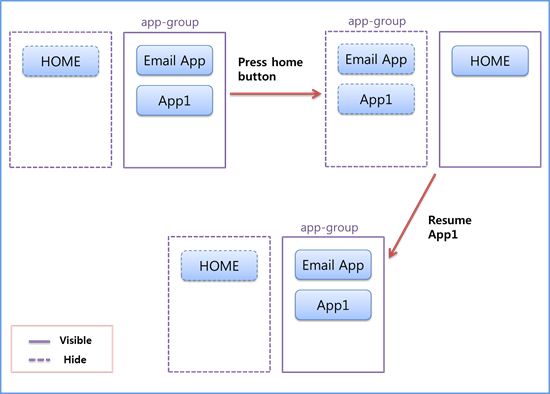 app-group
HOME
Email App
App1
Press home
button
app-group
Email App
App1
HOME
Resume
App1
app-group
HOME
Email App
App1
Visible
Hide